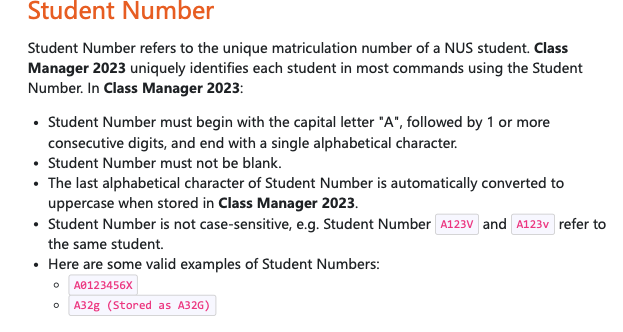 Student Number
Student Number refers to the unique matriculation number of a NUS student. Class
Manager 2023 uniquely identifies each student in most commands using the Student
Number. In Class Manager 2023:
• Student Number must begin with the capital letter "A", followed by 1 or more
consecutive digits, and end with a single alphabetical character.
• Student Number must not be blank.
• The last alphabetical character of Student Number is automatically converted to
uppercase when stored in Class Manager 2023.
• Student Number is not case-sensitive, e.g. Student Number A123V and A123v refer to
the same student.
• Here are some valid examples of Student Numbers:
◦ A0123456X
◦ A32g (Stored as A32G)